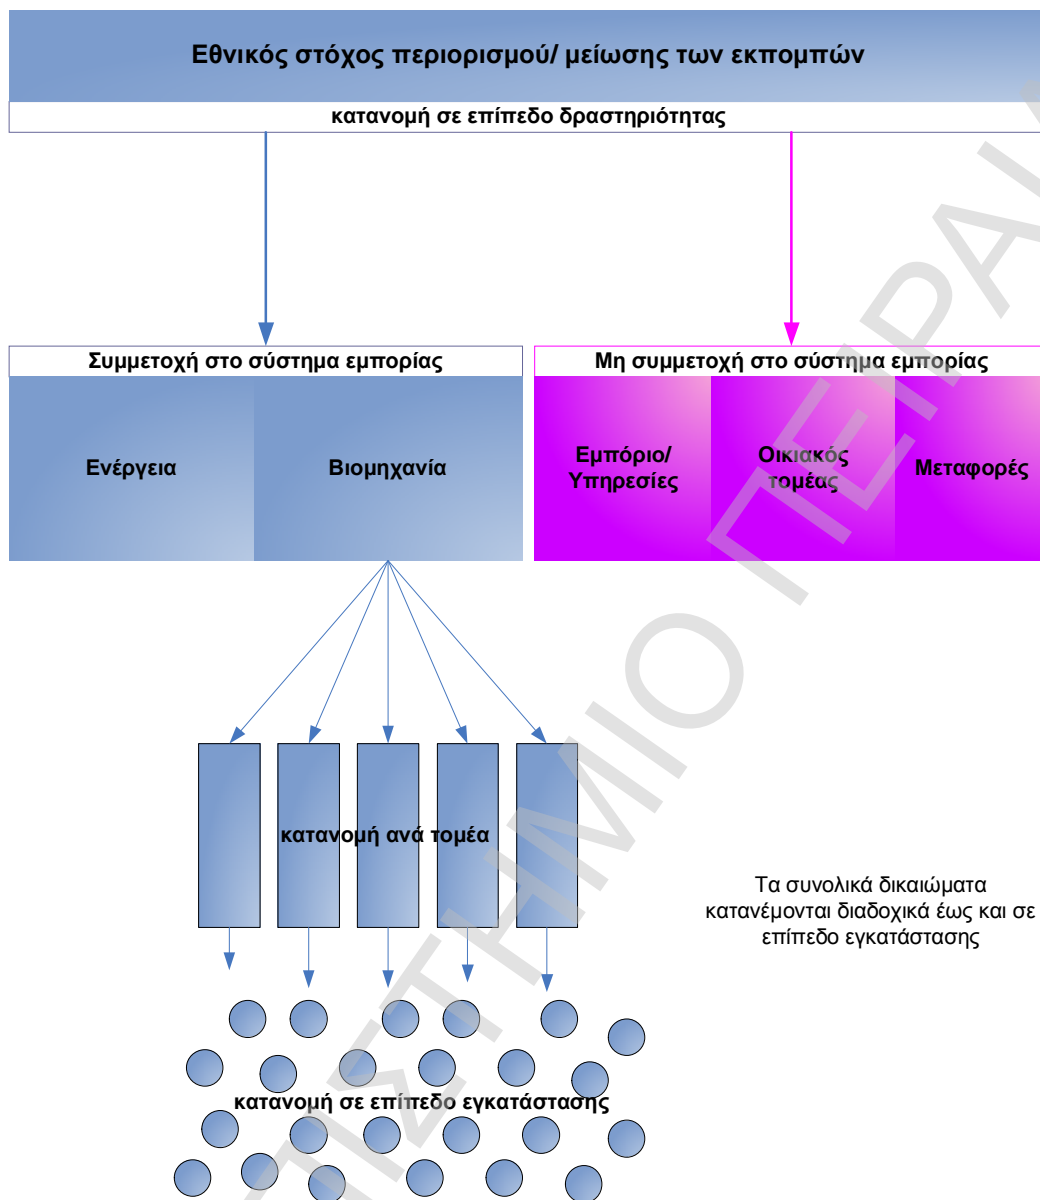 Εθνικός στόχος περιορισμού/ μείωσης των εκπομπών
κατανομή σε επίπεδο δραστηριότητας
Συμμετοχή στο σύστημα εμπορίας
Μη συμμετοχή στο σύστημα εμπορίας
Ενέργεια
Βιομηχανία
Εμπόριο/
Υπηρεσίες
Οικιακός
τομέας
Μεταφορές
κατανομή ανά τομέα
Τα συνολικά δικαιώματα
κατανέμονται διαδοχικά έως και σε
επίπεδο εγκατάστασης
κατανομή σε επίπεδο εγκατάστασης